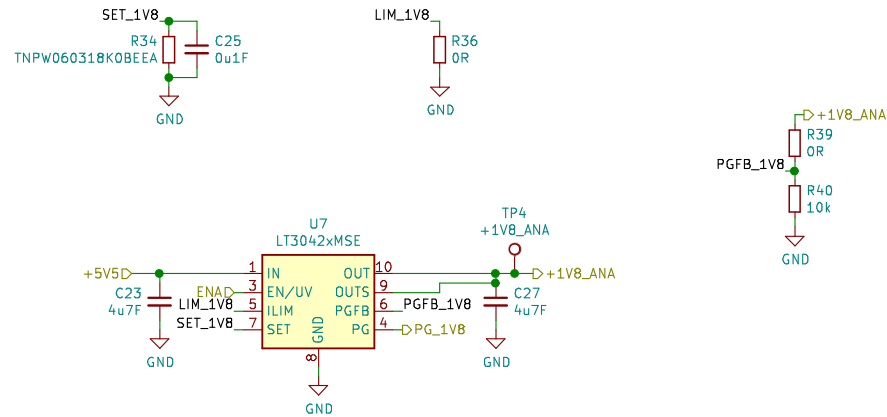 SET_1V8
R34
TNPW060318K0BEEA
C25
0u1F
GND
LIM_1V8
R36
0R
GND
+1V8_ANA
R39
0R
PGFB_1V8
R40
10k
GND
U7
LT3042xMSE
TP4
+1V8_ANA
+5V5
1
IN
OUT
10
+1V8_ANA
ENA
3
EN/UV
OUTS
9
C23
4u7F
LIM_1V8
5
ILIM
PGFB
6
PGFB_1V8
C27
4u7F
SET_1V8
7
SET
GND
PG
4
PG_1V8
8
GND
GND
GND